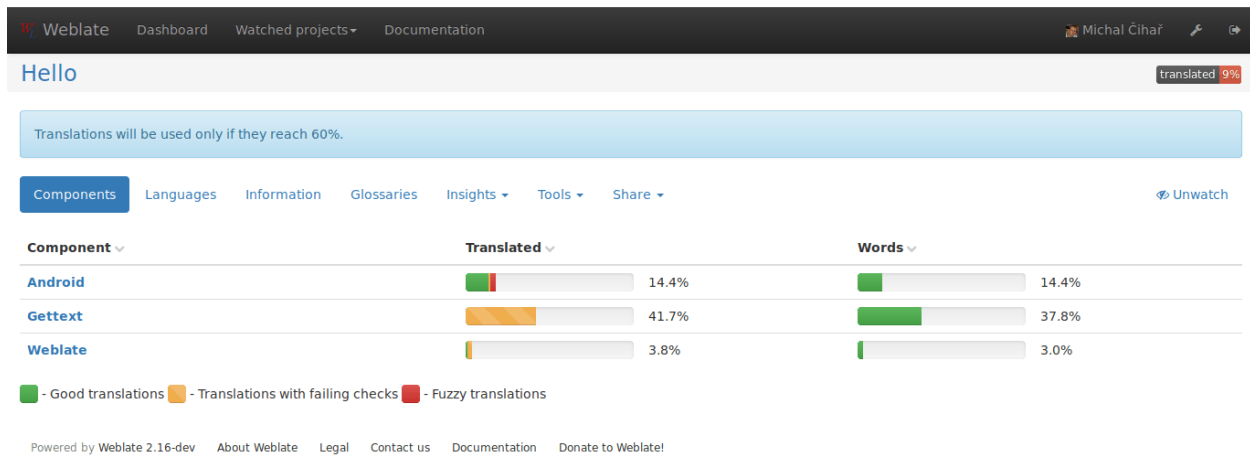 Weblate Dashboard Watched projects Documentation Michal Čihař
Hello translated 9%
Translations will be used only if they reach 60%.
Components Languages Information Glossaries Insights Tools Share Unwatch
Component Translated Words
Android 14.4% 14.4%
Gettext 41.7% 37.8%
Weblate 3.8% 3.0%
- Good translations - Translations with failing checks - Fuzzy translations
Powered by Weblate 2.16-dev About Weblate Legal Contact us Documentation Donate to Weblate!